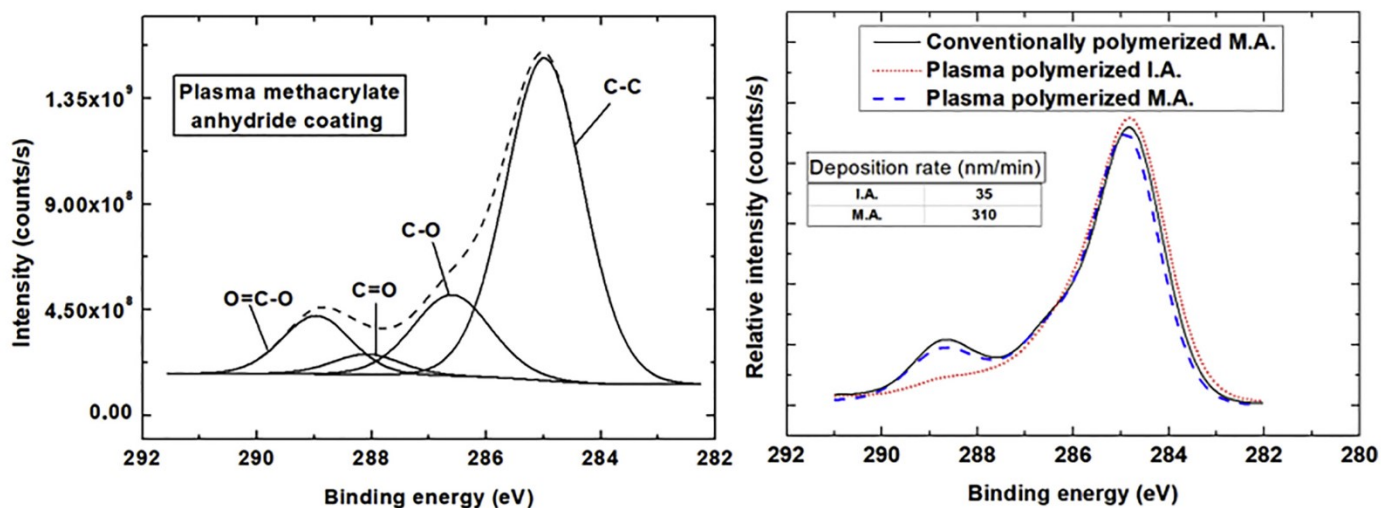 Plasma methacrylate
anhydride coating
C-C
C-O
C=O
O=C-O
1.35x10⁹
9.00x10⁸
4.50x10⁸
0.00
Intensity (counts/s)
292 290 288 286 284 282
Binding energy (eV)
Conventionally polymerized M.A.
Plasma polymerized I.A.
Plasma polymerized M.A.
Deposition rate (nm/min)
I.A. 35
M.A. 310
Relative intensity (counts/s)
292 290 288 286 284 282 280
Binding energy (eV)